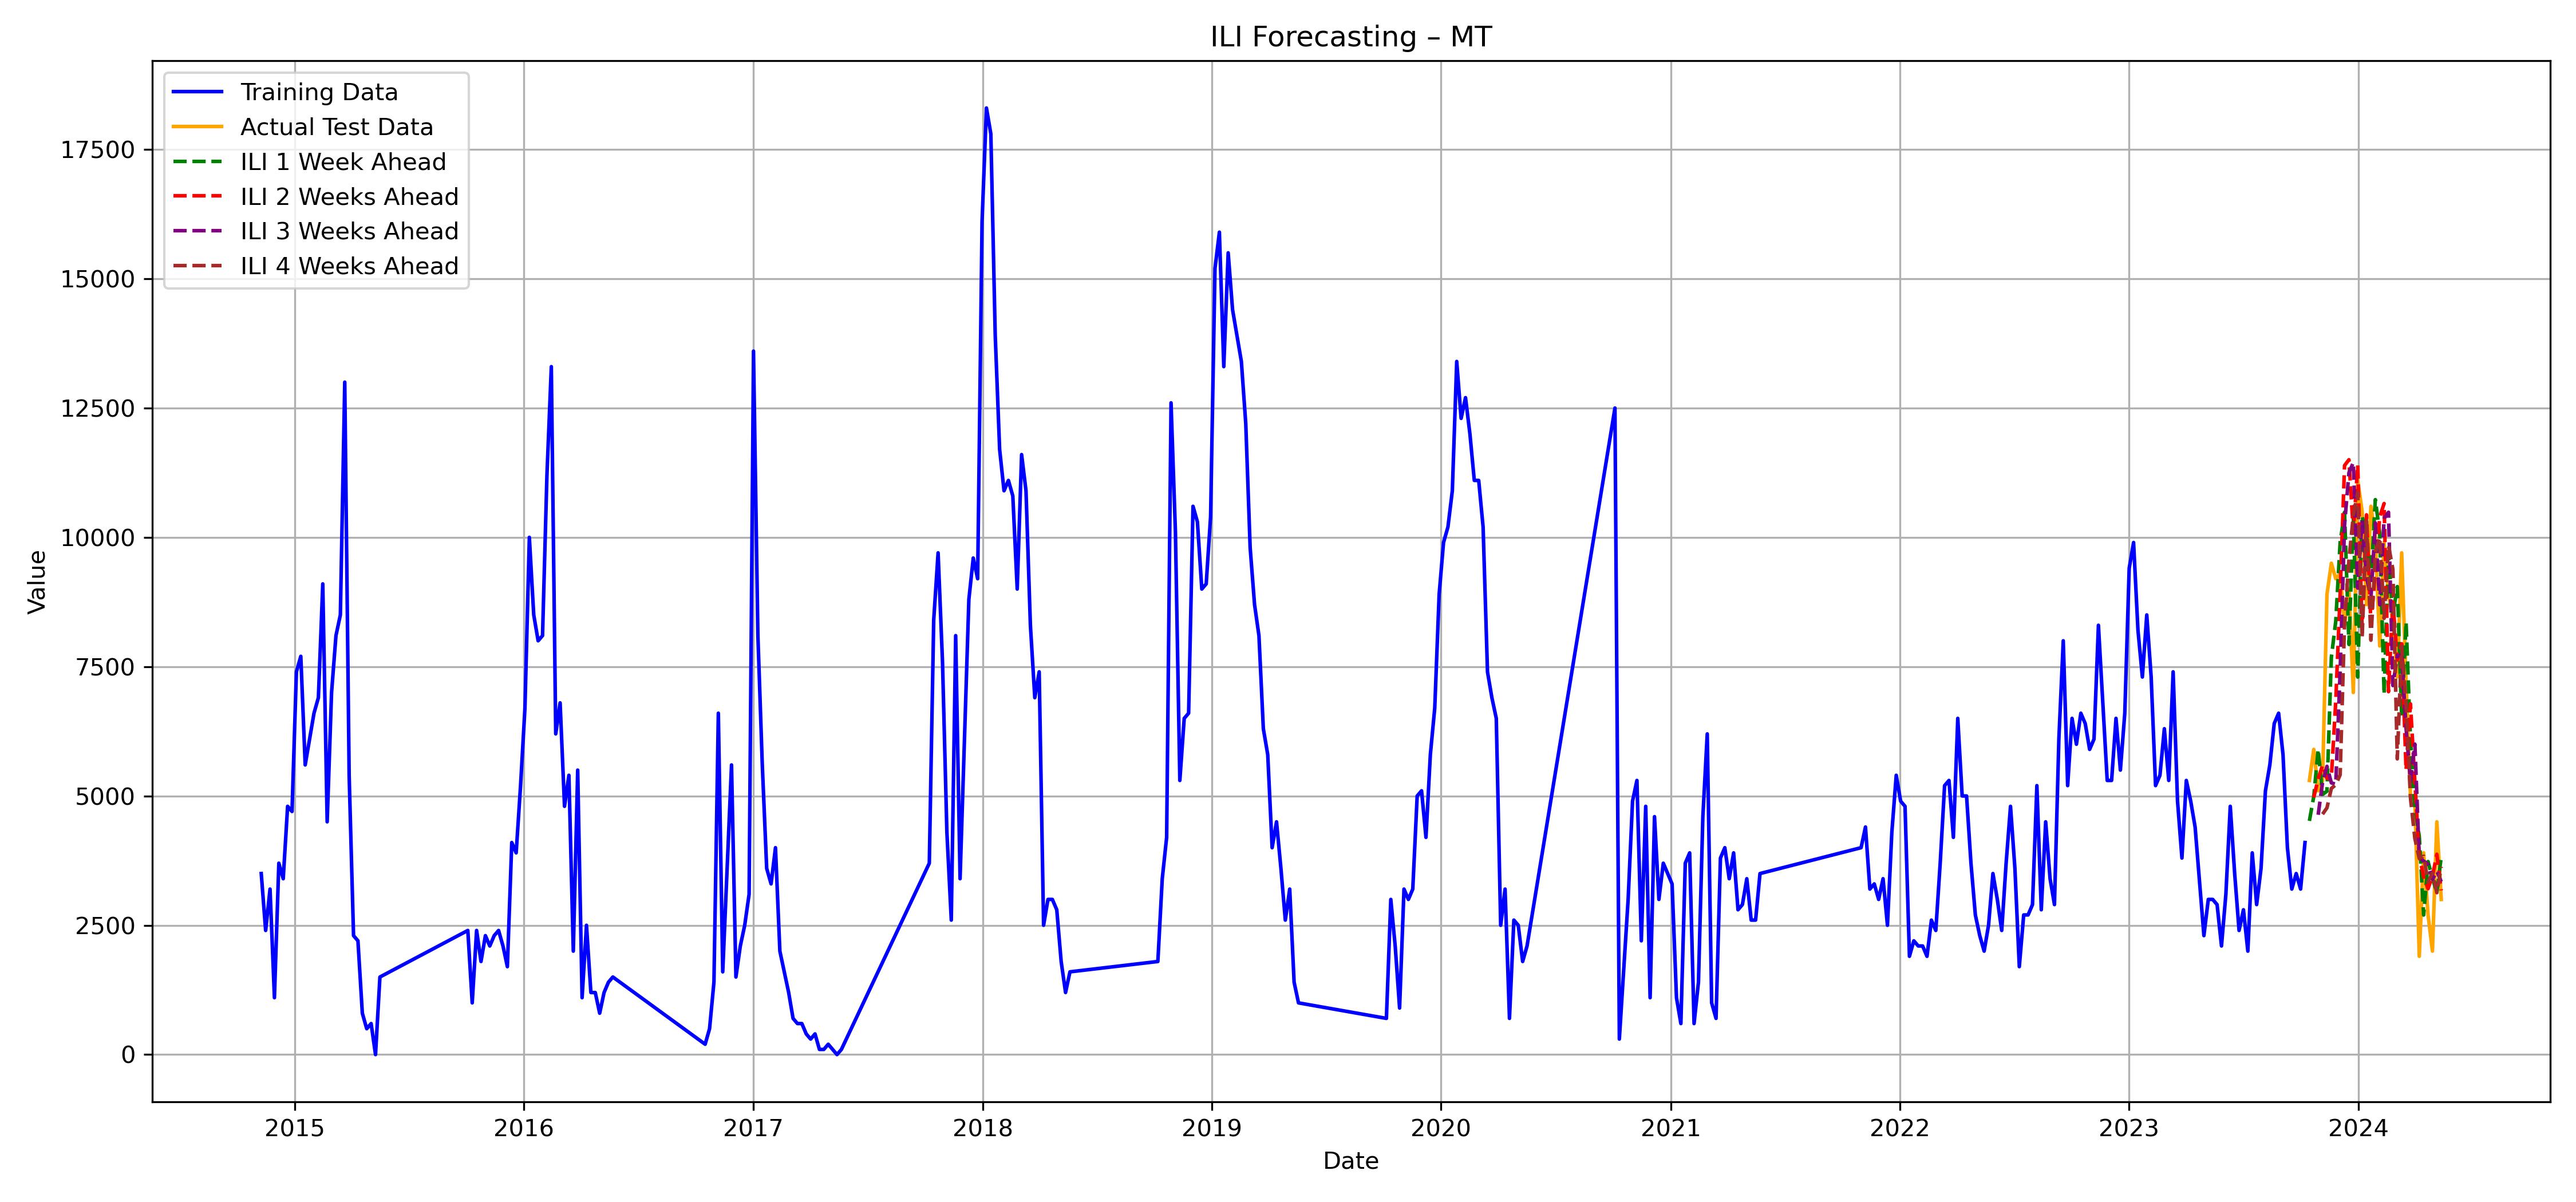 ILI Forecasting – MT
Training Data
Actual Test Data
ILI 1 Week Ahead
ILI 2 Weeks Ahead
ILI 3 Weeks Ahead
ILI 4 Weeks Ahead
17500
15000
12500
10000
7500
5000
2500
0
Value
2015 2016 2017 2018 2019 2020 2021 2022 2023 2024
Date